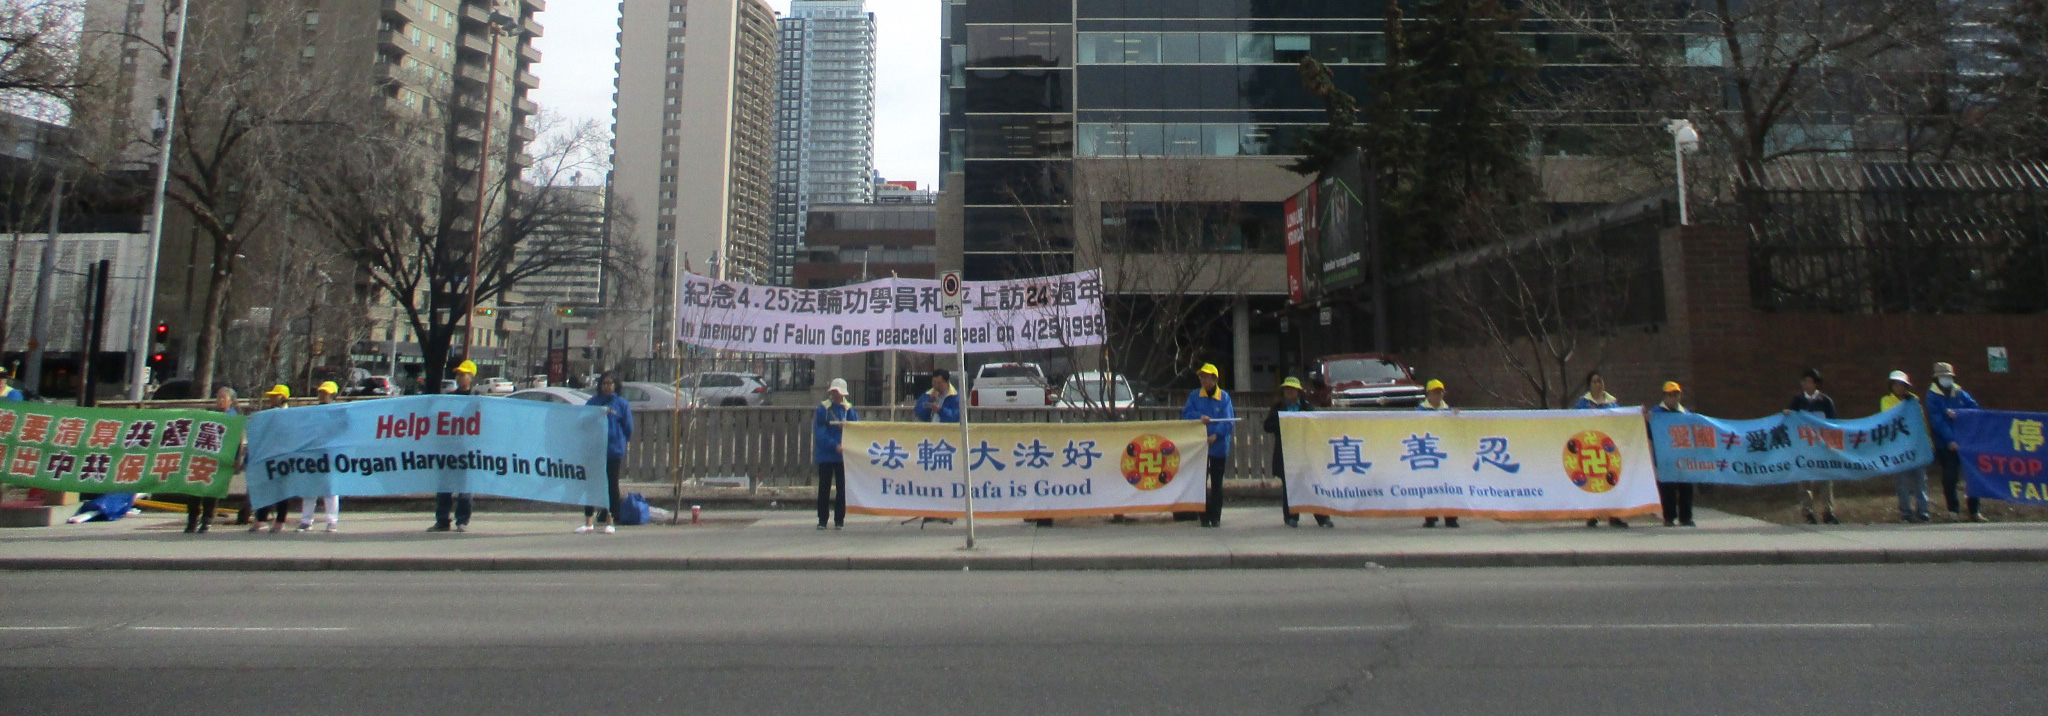 要清算共產黨
出中共保平安
Help End
Forced Organ Harvesting in China
紀念4.25法輪功學員和平上訪24週年
In memory of Falun Gong peaceful appeal on 4/25/1999
法輪大法好
Falun Dafa is Good
真善忍
Truthfulness Compassion Forbearance
愛國≠愛黨 中國≠中共
China≠Chinese Communist Party
停
STOP
FAL